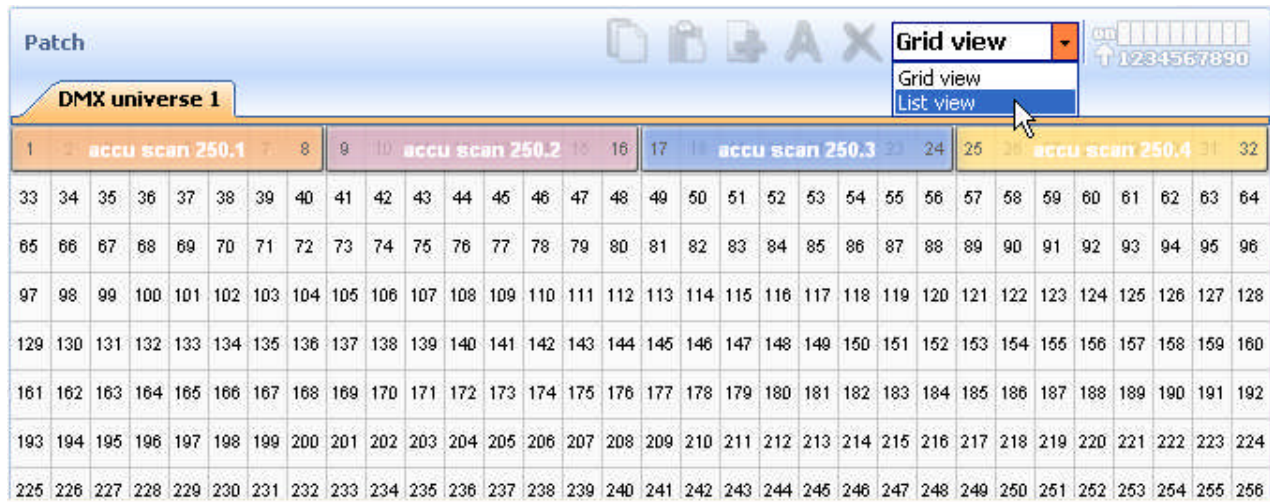 Patch
Grid view
on 1234567890
Grid view
List view
DMX universe 1
1 2 accu scan 250.1 7 8 9 10 accu scan 250.2 15 16 17 18 accu scan 250.3 23 24 25 26 accu scan 250.4 31 32
33 34 35 36 37 38 39 40 41 42 43 44 45 46 47 48 49 50 51 52 53 54 55 56 57 58 59 60 61 62 63 64
65 66 67 68 69 70 71 72 73 74 75 76 77 78 79 80 81 82 83 84 85 86 87 88 89 90 91 92 93 94 95 96
97 98 99 100 101 102 103 104 105 106 107 108 109 110 111 112 113 114 115 116 117 118 119 120 121 122 123 124 125 126 127 128
129 130 131 132 133 134 135 136 137 138 139 140 141 142 143 144 145 146 147 148 149 150 151 152 153 154 155 156 157 158 159 160
161 162 163 164 165 166 167 168 169 170 171 172 173 174 175 176 177 178 179 180 181 182 183 184 185 186 187 188 189 190 191 192
193 194 195 196 197 198 199 200 201 202 203 204 205 206 207 208 209 210 211 212 213 214 215 216 217 218 219 220 221 222 223 224
225 226 227 228 229 230 231 232 233 234 235 236 237 238 239 240 241 242 243 244 245 246 247 248 249 250 251 252 253 254 255 256